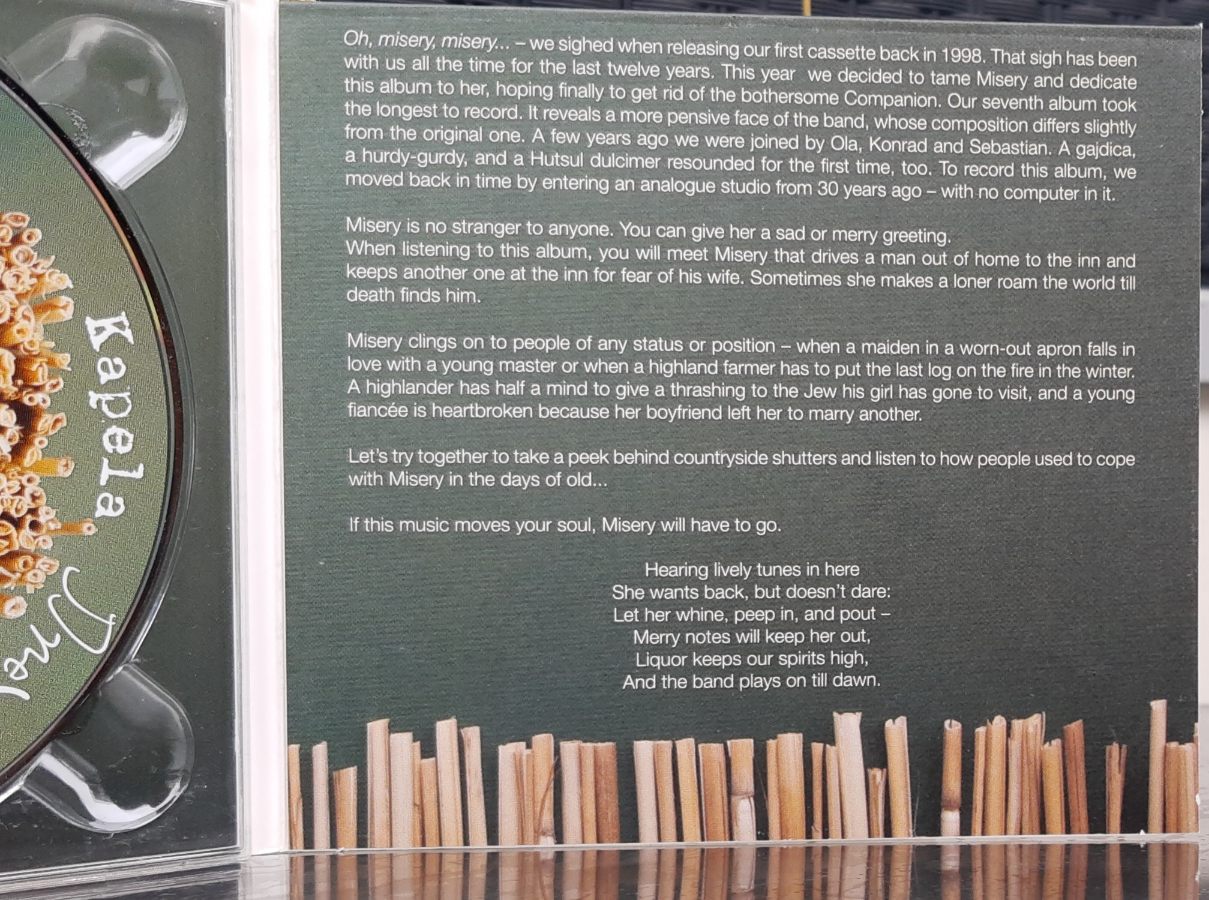 Oh, misery, misery... – we sighed when releasing our first cassette back in 1998. That sigh has been
with us all the time for the last twelve years. This year we decided to tame Misery and dedicate
this album to her, hoping finally to get rid of the bothersome Companion. Our seventh album took
the longest to record. It reveals a more pensive face of the band, whose composition differs slightly
from the original one. A few years ago we were joined by Ola, Konrad and Sebastian. A gajdica,
a hurdy-gurdy, and a Hutsul dulcimer resounded for the first time, too. To record this album, we
moved back in time by entering an analogue studio from 30 years ago – with no computer in it.
Misery is no stranger to anyone. You can give her a sad or merry greeting.
When listening to this album, you will meet Misery that drives a man out of home to the inn and
keeps another one at the inn for fear of his wife. Sometimes she makes a loner roam the world till
death finds him.
Misery clings on to people of any status or position – when a maiden in a worn-out apron falls in
love with a young master or when a highland farmer has to put the last log on the fire in the winter.
A highlander has half a mind to give a thrashing to the Jew his girl has gone to visit, and a young
fiancée is heartbroken because her boyfriend left her to marry another.
Let's try together to take a peek behind countryside shutters and listen to how people used to cope
with Misery in the days of old...
If this music moves your soul, Misery will have to go.
Hearing lively tunes in here
She wants back, but doesn't dare:
Let her whine, peep in, and pout –
Merry notes will keep her out,
Liquor keeps our spirits high,
And the band plays on till dawn.
Kapela